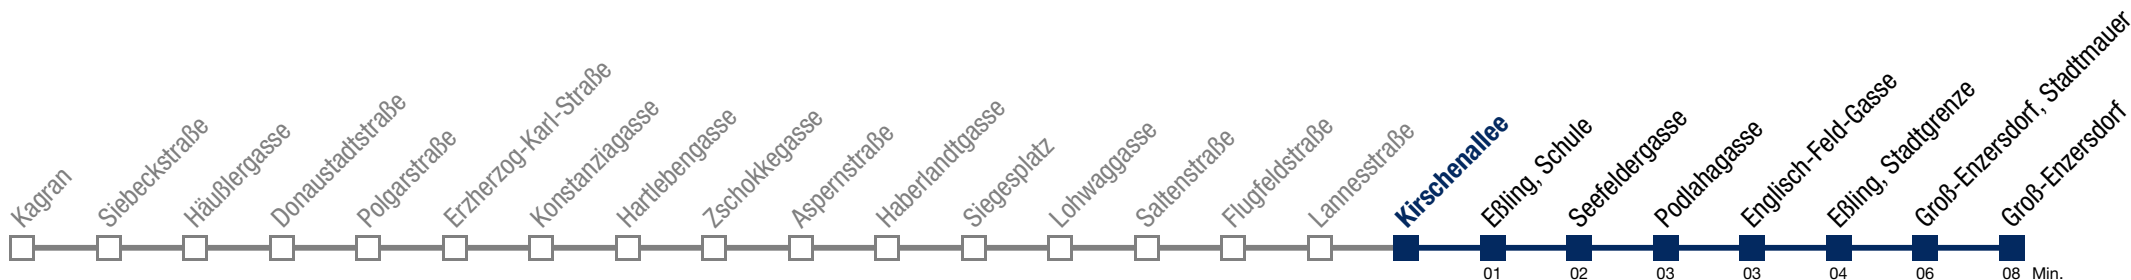 Kagran
Siebeckstraße
Häußlergasse
Donaustadtstraße
Polgarstraße
Erzherzog-Karl-Straße
Konstanziagasse
Hartlebengasse
Zschokkegasse
Aspernstraße
Haberlandtgasse
Siegesplatz
Lohwaggasse
Saltenstraße
Flugfeldstraße
Lannesstraße
Kirschenallee
Eßling, Schule
Seefeldergasse
Podlahagasse
Englisch-Feld-Gasse
Eßling, Stadtgrenze
Groß-Enzersdorf, Stadtmauer
Groß-Enzersdorf
01 02 03 03 04 06 08 Min.